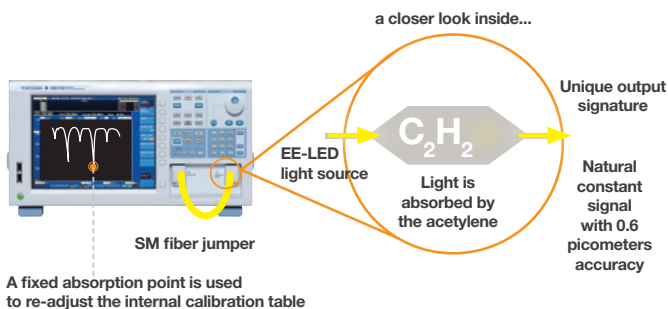 a closer look inside...
YOKOGAWA
Unique output
signature
C2H2
EE-LED
light source
Light is
absorbed by
the acetylene
Natural
constant
signal
with 0.6
picometers
accuracy
SM fiber jumper
A fixed absorption point is used
to re-adjust the internal calibration table